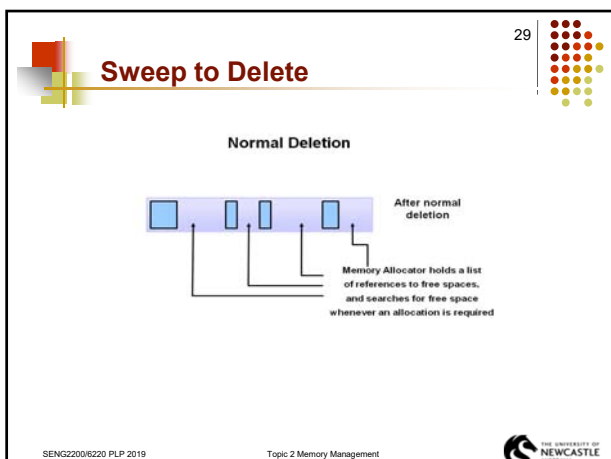 29
Sweep to Delete
Normal Deletion
After normal
deletion
Memory Allocator holds a list
of references to free spaces,
and searches for free space
whenever an allocation is required
SENG2200/6220 PLP 2019
Topic 2 Memory Management
THE UNIVERSITY OF
NEWCASTLE